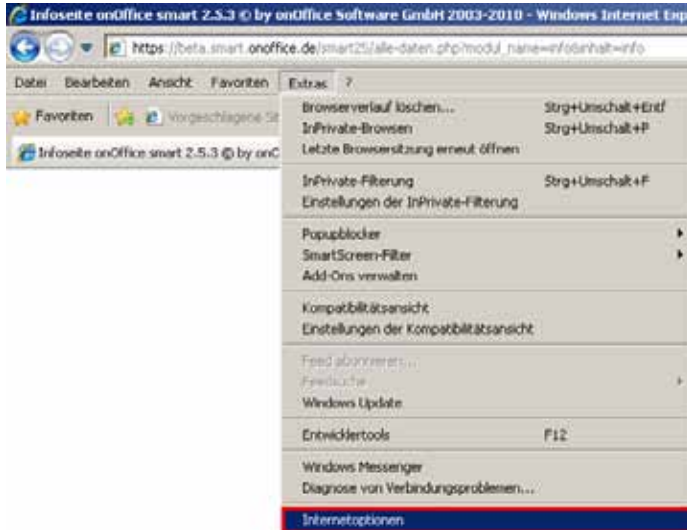 Infoseite onOffice smart 2.5.3 © by onOffice Software GmbH 2003-2010 - Windows Internet Exp
https://beta.smart.onoffice.de/smart25/alle-daten.php?modul_name=info&inhalt=info
Datei Bearbeiten Ansicht Favoriten Extras ?
Favoriten Vorgeschlagene
Infoseite onOffice smart 2.5.3 © by onO
Browserverlauf löschen... Strg+Umschalt+Entf
InPrivate-Browsen Strg+Umschalt+P
Letzte Browsersitzung erneut öffnen
InPrivate-Filterung Strg+Umschalt+F
Einstellungen der InPrivate-Filterung
Popupblocker
SmartScreen-Filter
Add-Ons verwalten
Kompatibilitätsansicht
Einstellungen der Kompatibilitätsansicht
Feed abonnieren...
Feedsuche
Windows Update
Entwicklertools F12
Windows Messenger
Diagnose von Verbindungsproblemen...
Internetoptionen